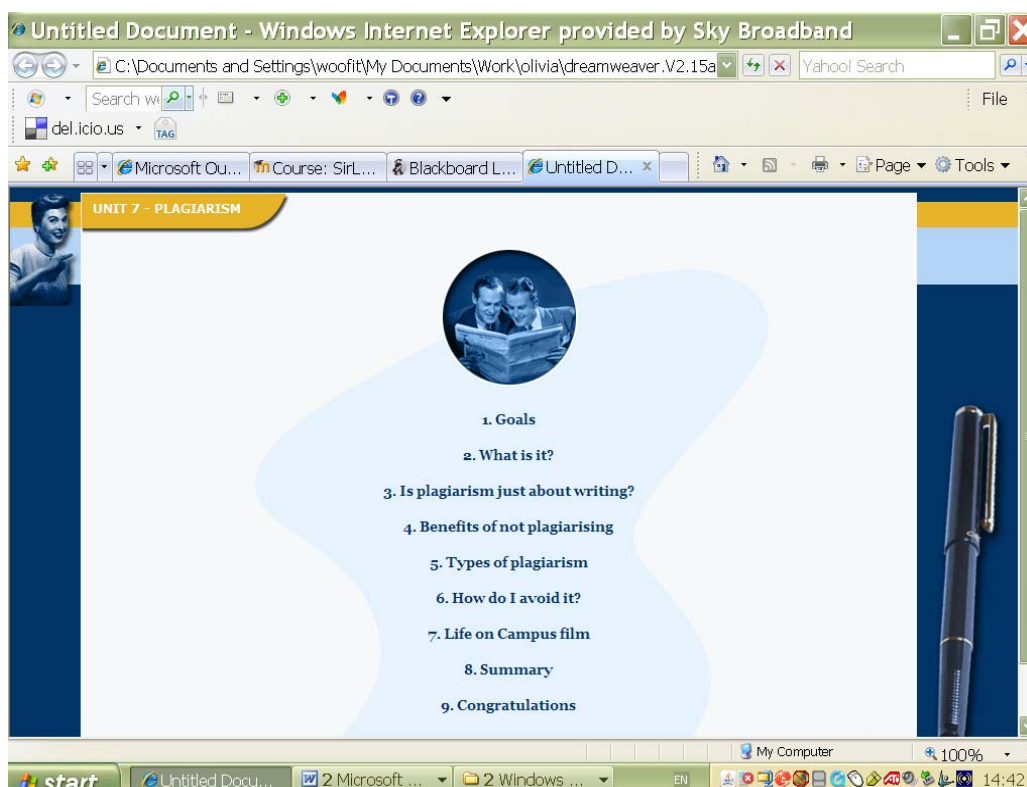 Untitled Document - Windows Internet Explorer provided by Sky Broadband
C:\Documents and Settings\woofit\My Documents\Work\olivia\dreamweaver.V2.15a Yahoo! Search
Search File
del.icio.us TAG
Microsoft Ou... Course: SirL... Blackboard L... Untitled D... Page Tools
UNIT 7 - PLAGIARISM
1. Goals
2. What is it?
3. Is plagiarism just about writing?
4. Benefits of not plagiarising
5. Types of plagiarism
6. How do I avoid it?
7. Life on Campus film
8. Summary
9. Congratulations
My Computer 100%
start Untitled Docu... 2 Microsoft ... 2 Windows ... EN 14:42